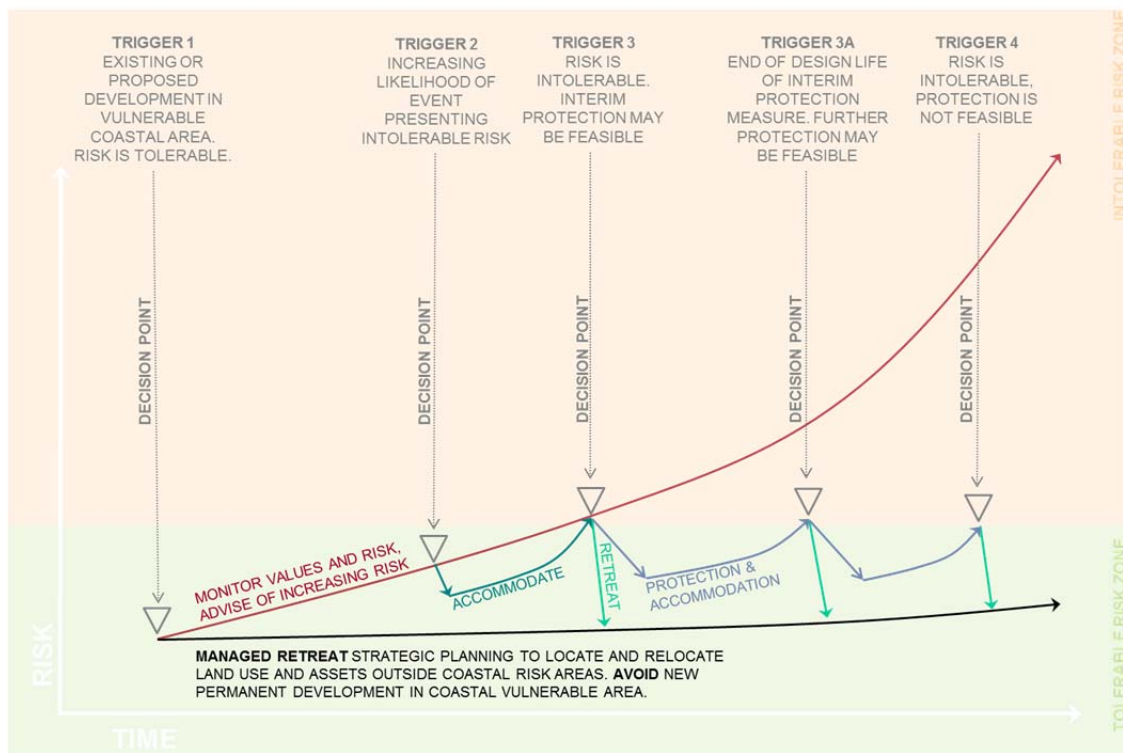 TRIGGER 1
EXISTING OR
PROPOSED
DEVELOPMENT IN
VULNERABLE
COASTAL AREA.
RISK IS TOLERABLE.
TRIGGER 2
INCREASING
LIKELIHOOD OF
EVENT
PRESENTING
INTOLERABLE RISK
TRIGGER 3
RISK IS
INTOLERABLE.
INTERIM
PROTECTION MAY
BE FEASIBLE
TRIGGER 3A
END OF DESIGN LIFE
OF INTERIM
PROTECTION
MEASURE. FURTHER
PROTECTION MAY
BE FEASIBLE
TRIGGER 4
RISK IS
INTOLERABLE,
PROTECTION IS
NOT FEASIBLE
INTOLERABLE RISK ZONE
DECISION POINT
DECISION POINT
DECISION POINT
DECISION POINT
DECISION POINT
MONITOR VALUES AND RISK,
ADVISE OF INCREASING RISK
ACCOMMODATE
RETREAT
PROTECTION &
ACCOMMODATION
TOLERABLE RISK ZONE
MANAGED RETREAT STRATEGIC PLANNING TO LOCATE AND RELOCATE
LAND USE AND ASSETS OUTSIDE COASTAL RISK AREAS. AVOID NEW
PERMANENT DEVELOPMENT IN COASTAL VULNERABLE AREA.
RISK
TIME